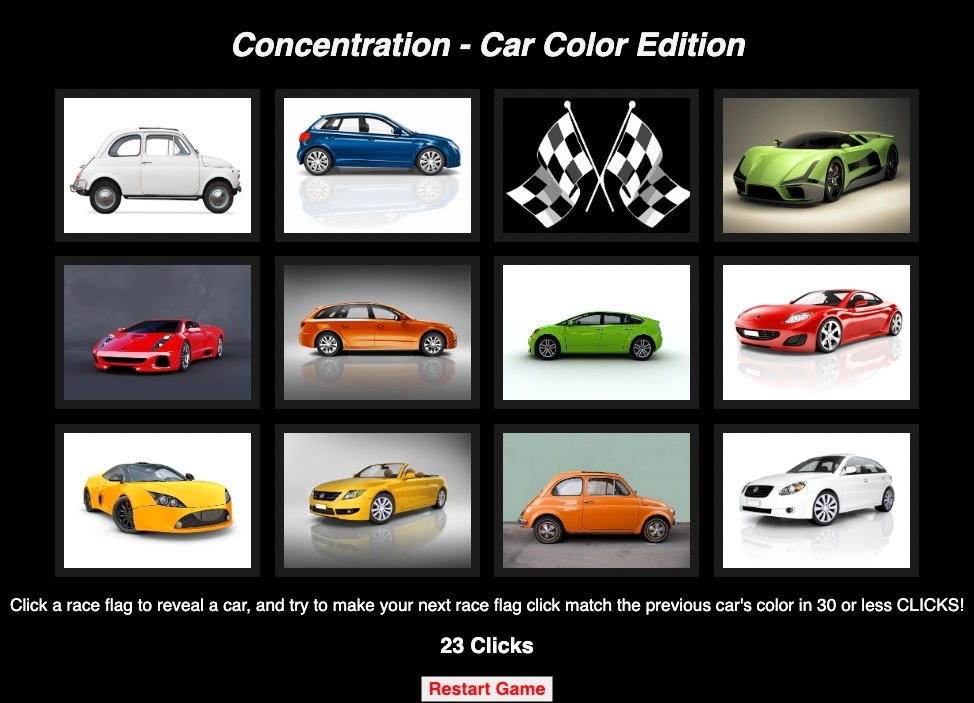 Concentration - Car Color Edition
Click a race flag to reveal a car, and try to make your next race flag click match the previous car's color in 30 or less CLICKS!
23 Clicks
Restart Game